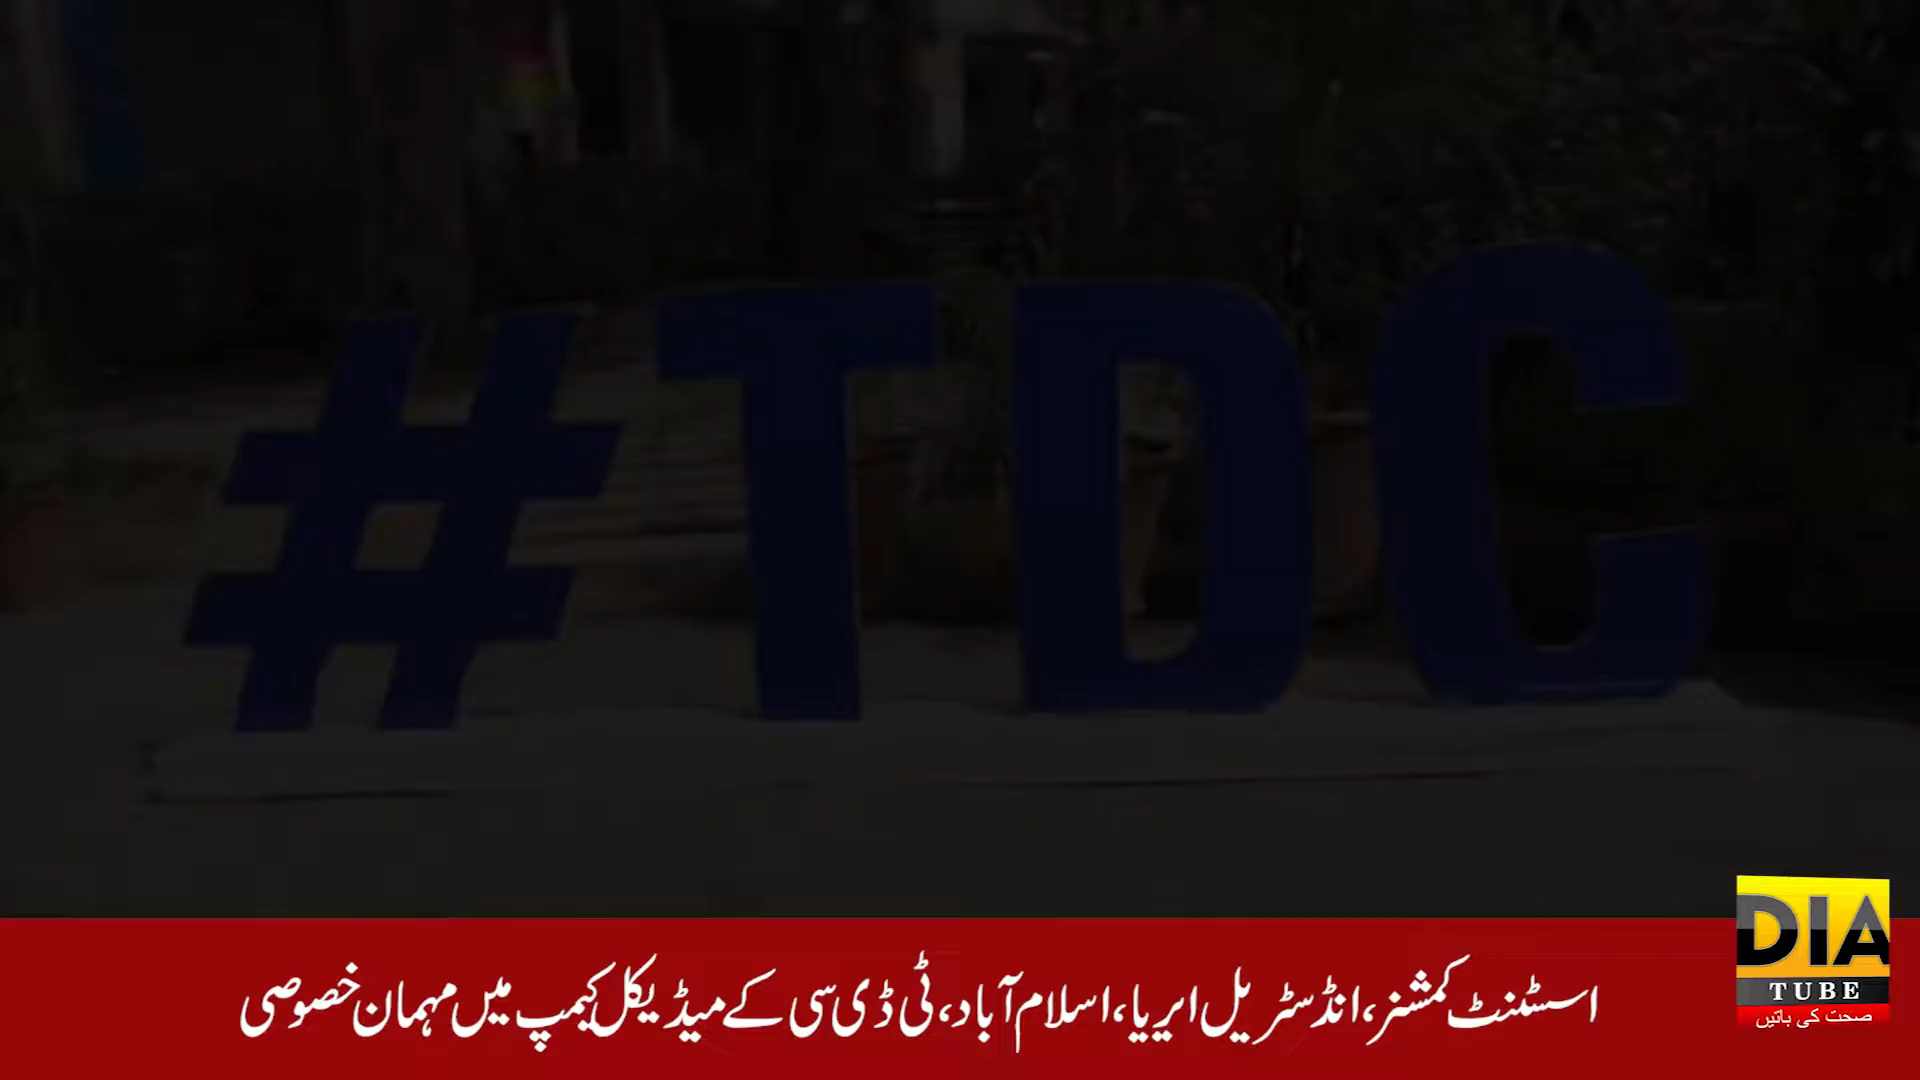 #TDC
DIA
TUBE
صحت کی باتیں
اسسٹنٹ کمشنر، انڈسٹریل ایریا، اسلام آباد، ٹی ڈی سی کے میڈیکل کیمپ میں مہمان خصوصی